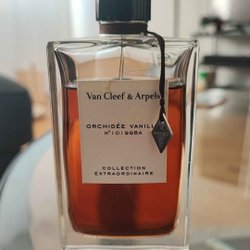 Van Cleef & Arpels
ORCHIDÉE VANILLE
COLLECTION
EXTRAORDINAIRE